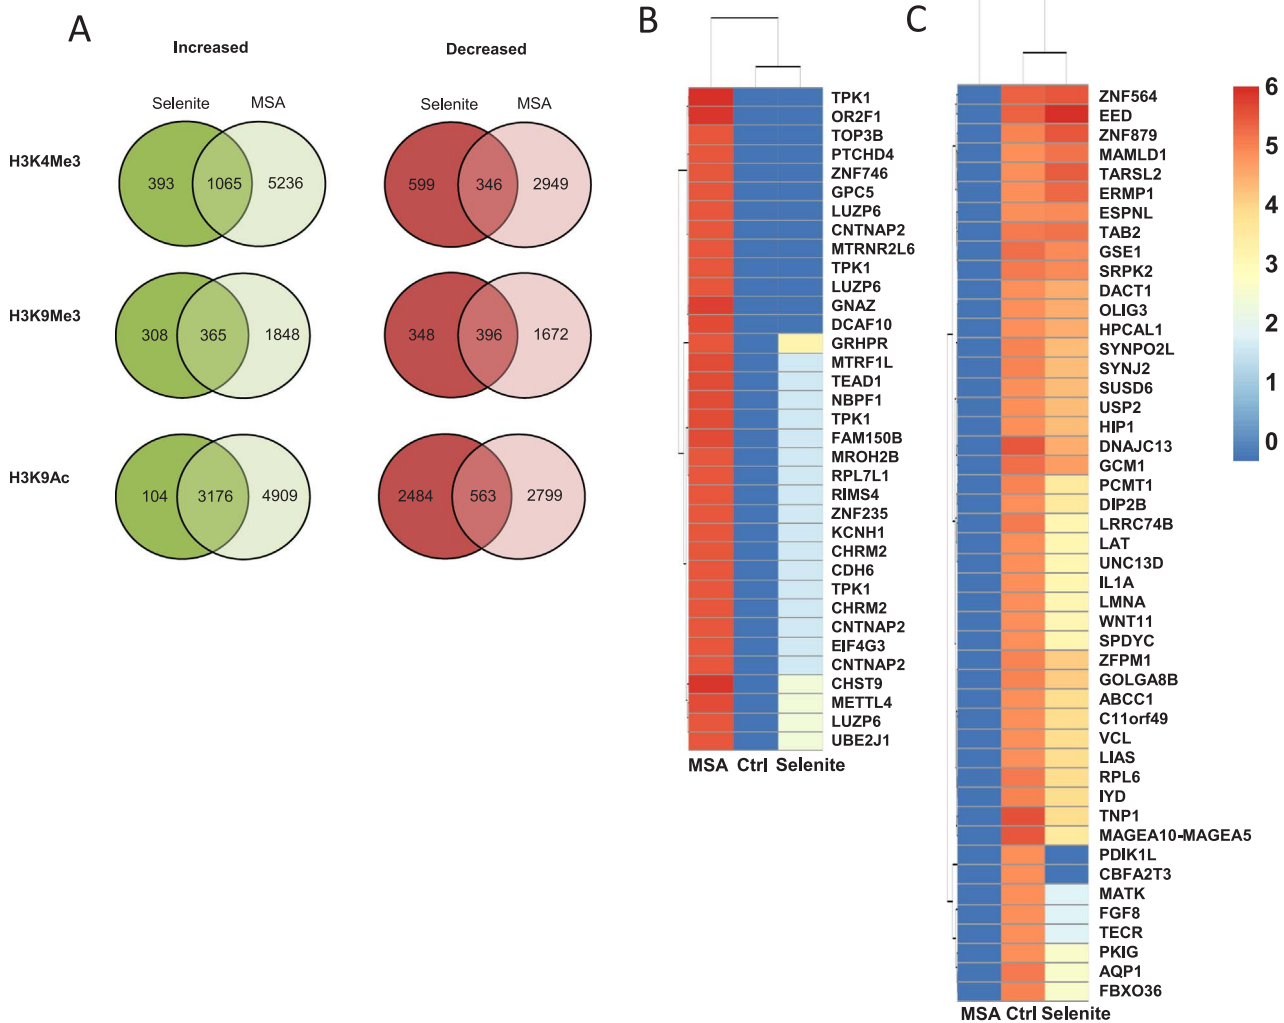 A
Increased
Decreased
Selenite MSA
Selenite MSA
H3K4Me3
393 1065 5236
599 346 2949
H3K9Me3
308 365 1848
348 396 1672
H3K9Ac
104 3176 4909
2484 563 2799
B
TPK1
OR2F1
TOP3B
PTCHD4
ZNF746
GPC5
LUZP6
CNTNAP2
MTRNR2L6
TPK1
LUZP6
GNAZ
DCAF10
GRHPR
MTRF1L
TEAD1
NBPF1
TPK1
FAM150B
MROH2B
RPL7L1
RIMS4
ZNF235
KCNH1
CHRM2
CDH6
TPK1
CHRM2
CNTNAP2
EIF4G3
CNTNAP2
CHST9
METTL4
LUZP6
UBE2J1
MSA Ctrl Selenite
C
ZNF564
EED
ZNF879
MAMLD1
TARSL2
ERMP1
ESPNL
TAB2
GSE1
SRPK2
DACT1
OLIG3
HPCAL1
SYNPO2L
SYNJ2
SUSD6
USP2
HIP1
DNAJC13
GCM1
PCMT1
DIP2B
LRRC74B
LAT
UNC13D
IL1A
LMNA
WNT11
SPDYC
ZFPM1
GOLGA8B
ABCC1
C11orf49
VCL
LIAS
RPL6
IYD
TNP1
MAGEA10-MAGEA5
PDIK1L
CBFA2T3
MATK
FGF8
TECR
PKIG
AQP1
FBXO36
MSA Ctrl Selenite
6
5
4
3
2
1
0